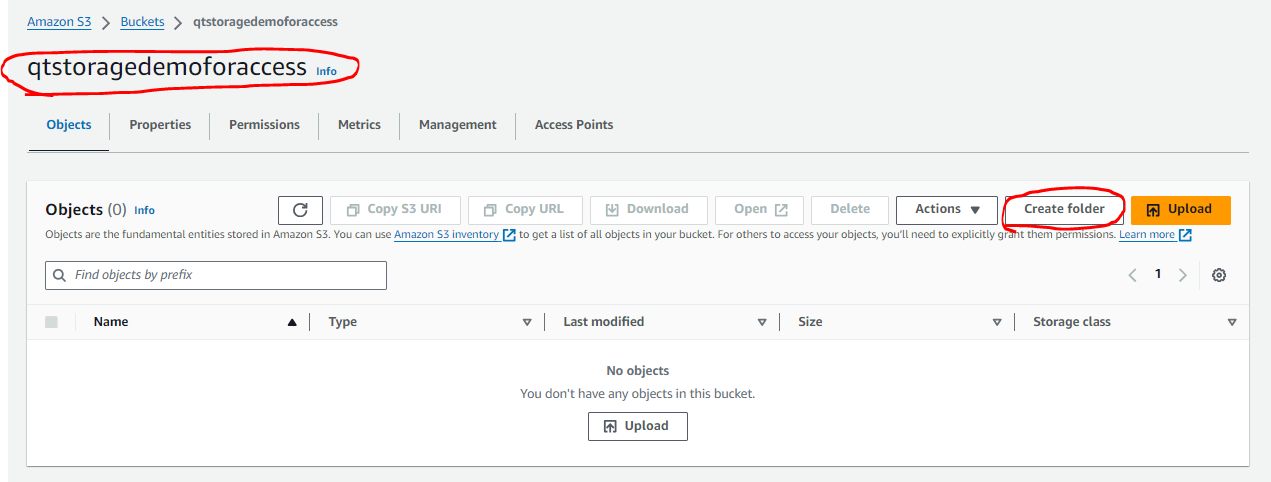 Amazon S3 > Buckets > qtstoragedemoforaccess
qtstoragedemoforaccess Info
Objects Properties Permissions Metrics Management Access Points
Objects (0) Info Copy S3 URI Copy URL Download Open Delete Actions Create folder Upload
Objects are the fundamental entities stored in Amazon S3. You can use Amazon S3 inventory to get a list of all objects in your bucket. For others to access your objects, you'll need to explicitly grant them permissions. Learn more
Find objects by prefix < 1 >
Name Type Last modified Size Storage class
No objects
You don't have any objects in this bucket.
Upload